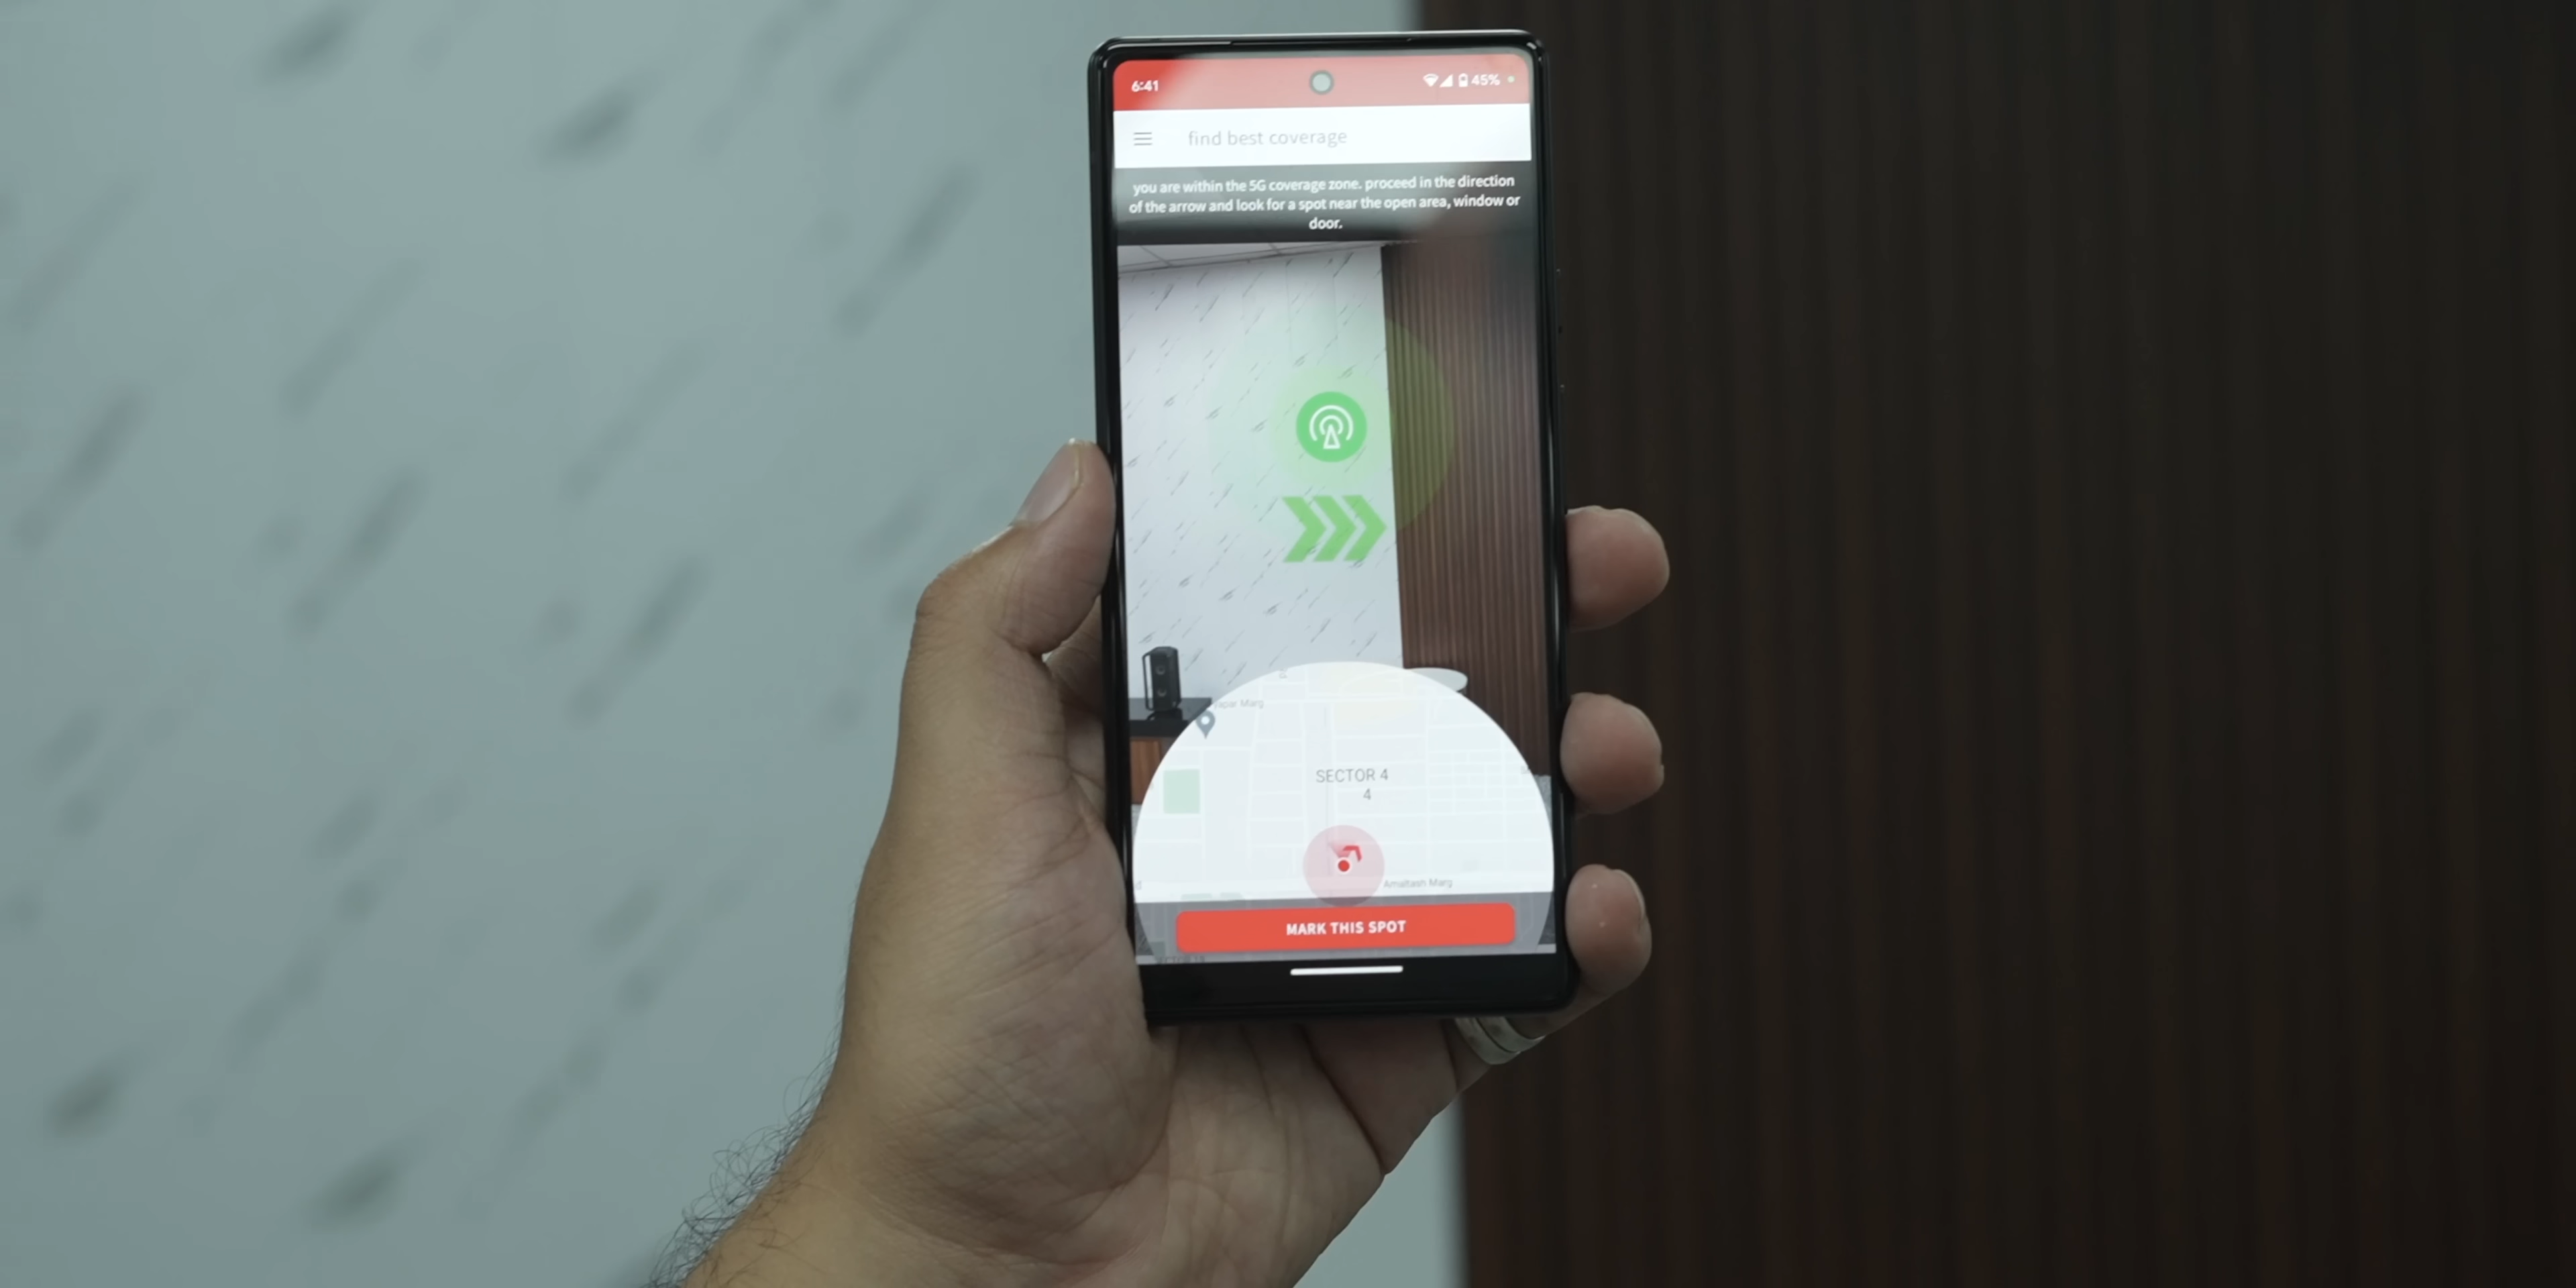 6:41
45%
find best coverage
you are within the 5G coverage zone. proceed in the direction
of the arrow and look for a spot near the open area, window or
door.
Marg
SECTOR 4
4
Amaltash Marg
MARK THIS SPOT